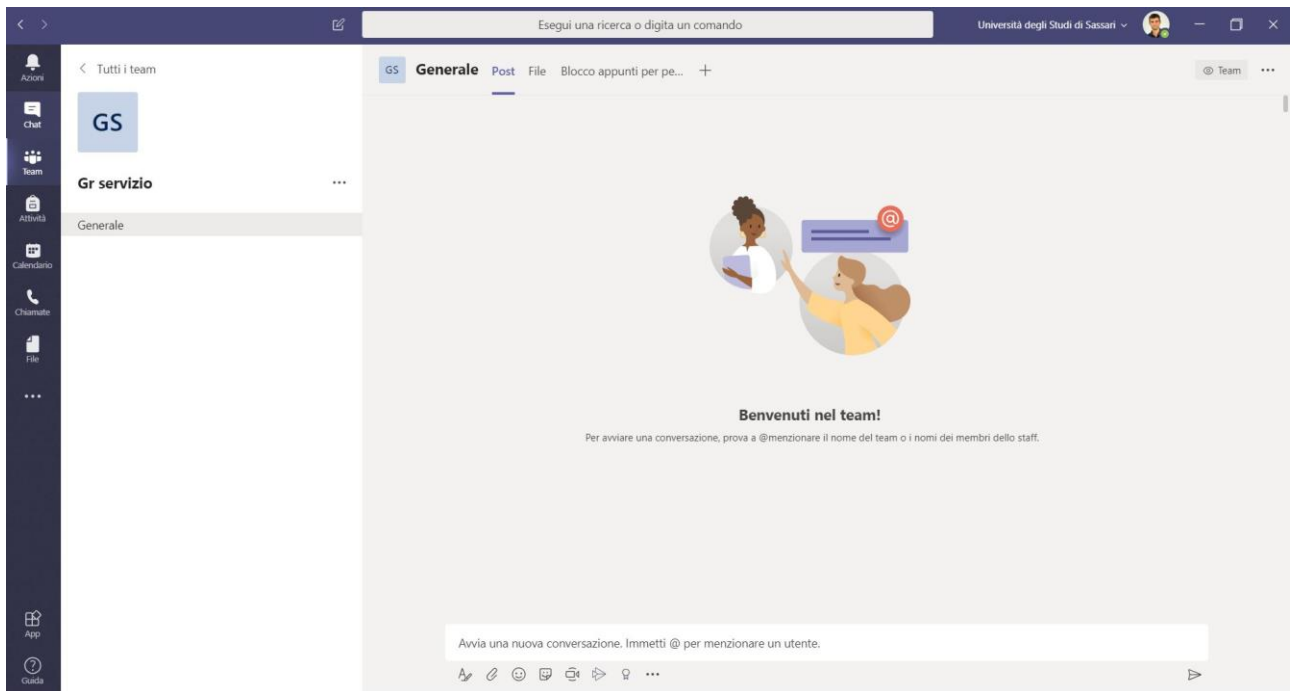 Esegui una ricerca o digita un comando
Università degli Studi di Sassari
Azioni
Chat
Team
Attività
Calendario
Chiamate
File
App
Guida
Tutti i team
GS
Gr servizio
Generale
GS Generale Post File Blocco appunti per pe... +
Team
@
Benvenuti nel team!
Per avviare una conversazione, prova a @menzionare il nome del team o i nomi dei membri dello staff.
Avvia una nuova conversazione. Immetti @ per menzionare un utente.